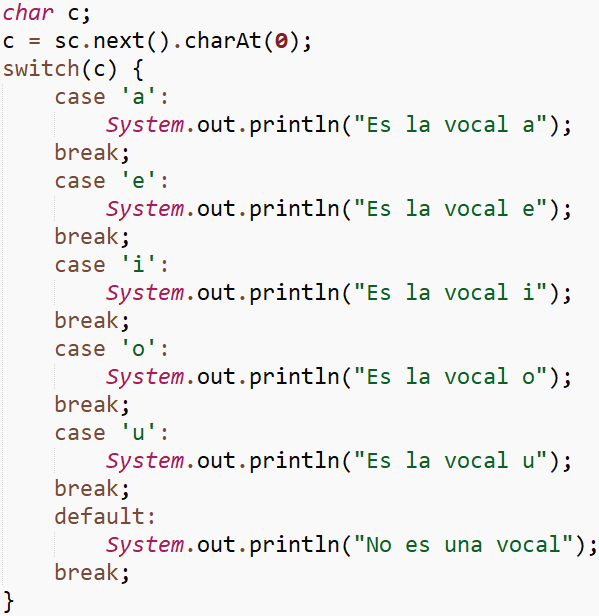 char c;
c = sc.next().charAt(0);
switch(c) {
    case 'a':
        System.out.println("Es la vocal a");
    break;
    case 'e':
        System.out.println("Es la vocal e");
    break;
    case 'i':
        System.out.println("Es la vocal i");
    break;
    case 'o':
        System.out.println("Es la vocal o");
    break;
    case 'u':
        System.out.println("Es la vocal u");
    break;
    default:
        System.out.println("No es una vocal");
    break;
}